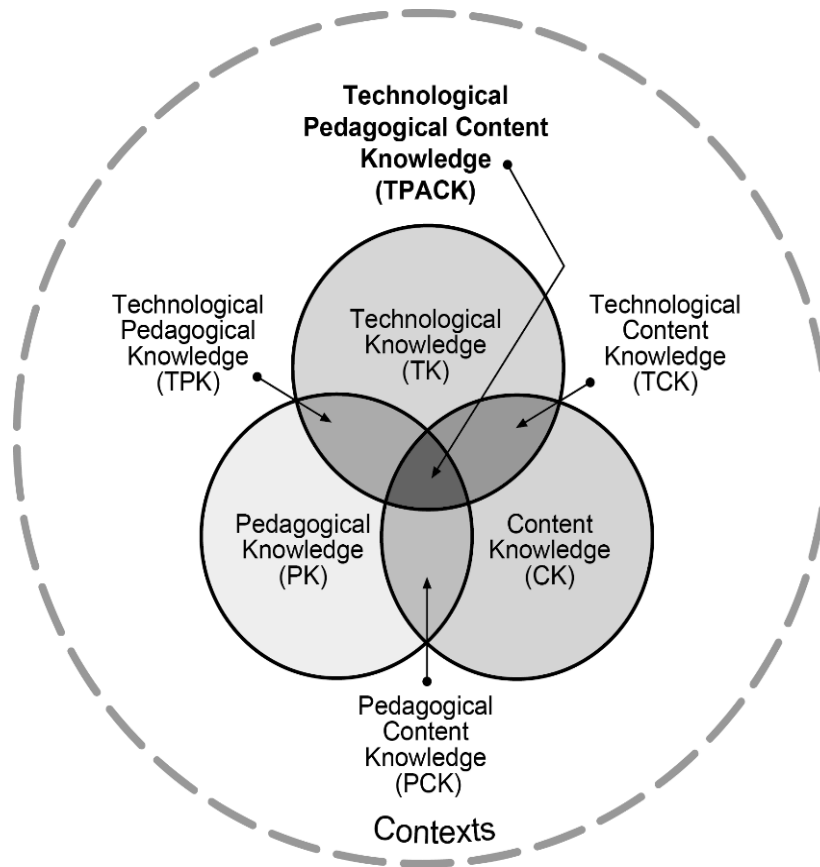 Technological
Pedagogical Content
Knowledge
(TPACK)
Technological
Pedagogical
Knowledge
(TPK)
Technological
Knowledge
(TK)
Technological
Content
Knowledge
(TCK)
Pedagogical
Knowledge
(PK)
Content
Knowledge
(CK)
Pedagogical
Content
Knowledge
(PCK)
Contexts